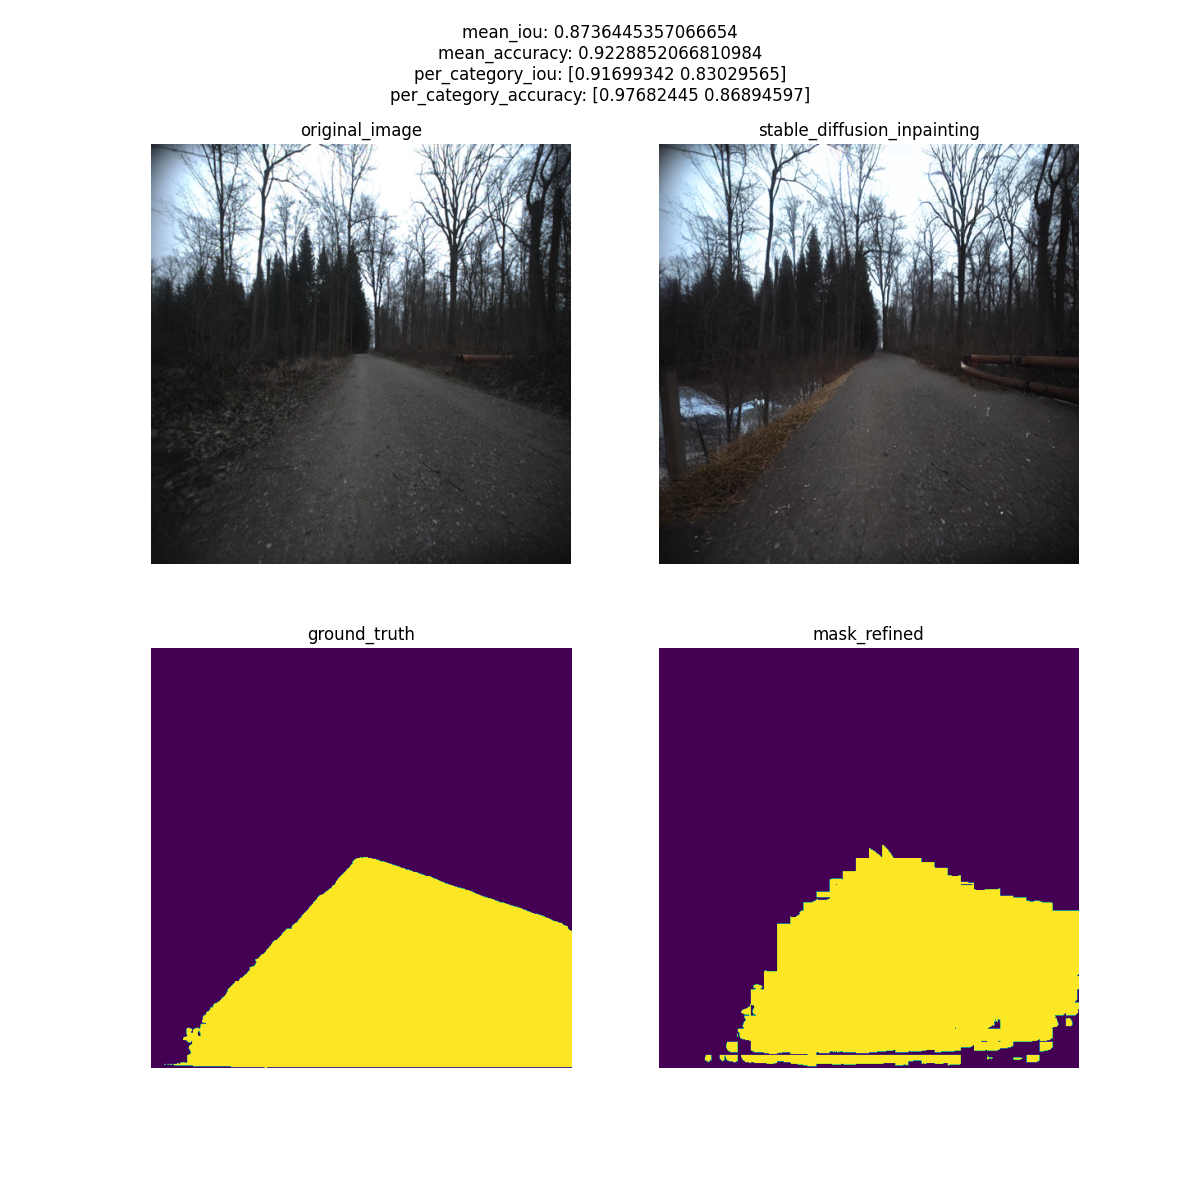 mean_iou: 0.8736445357066654
mean_accuracy: 0.9228852066810984
per_category_iou: [0.91699342 0.83029565]
per_category_accuracy: [0.97682445 0.86894597]
original_image
stable_diffusion_inpainting
ground_truth
mask_refined